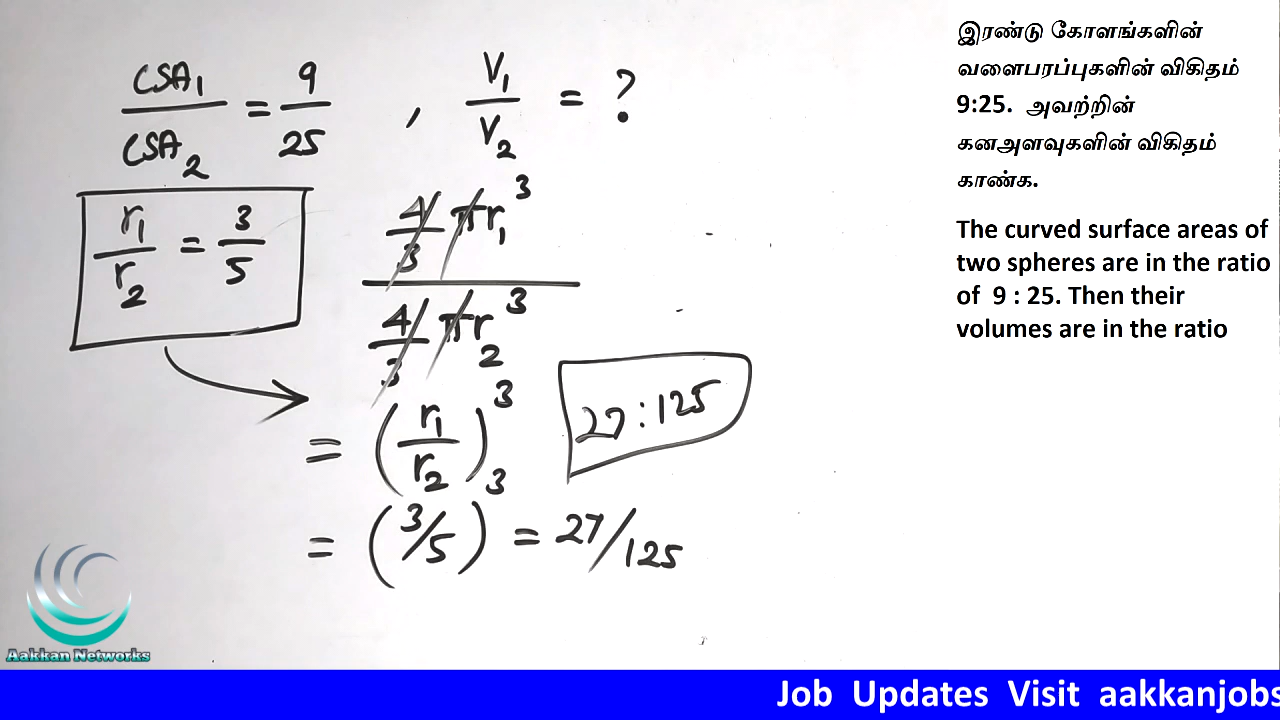 CSA1/CSA2 = 9/25 , V1/V2 = ?
r1/r2 = 3/5
4/3 πr1³
4/3 πr2³
= (r1/r2)³
27:125
= (3/5)³ = 27/125
இரண்டு கோளங்களின்
வளைபரப்புகளின் விகிதம்
9:25. அவற்றின்
கனஅளவுகளின் விகிதம்
காண்க.
The curved surface areas of
two spheres are in the ratio
of 9 : 25. Then their
volumes are in the ratio
Aakkan Networks
Job Updates Visit aakkanjobs